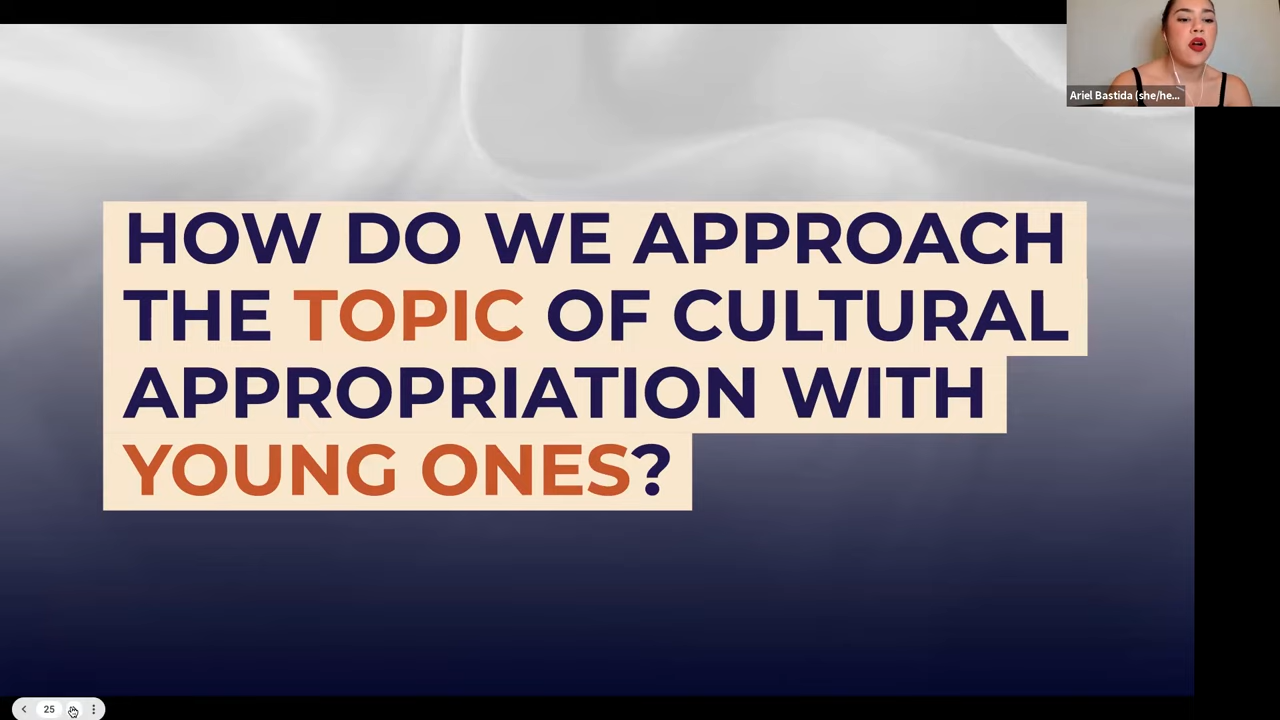 Ariel Bastida (she/he...
HOW DO WE APPROACH
THE TOPIC OF CULTURAL
APPROPRIATION WITH
YOUNG ONES?
25